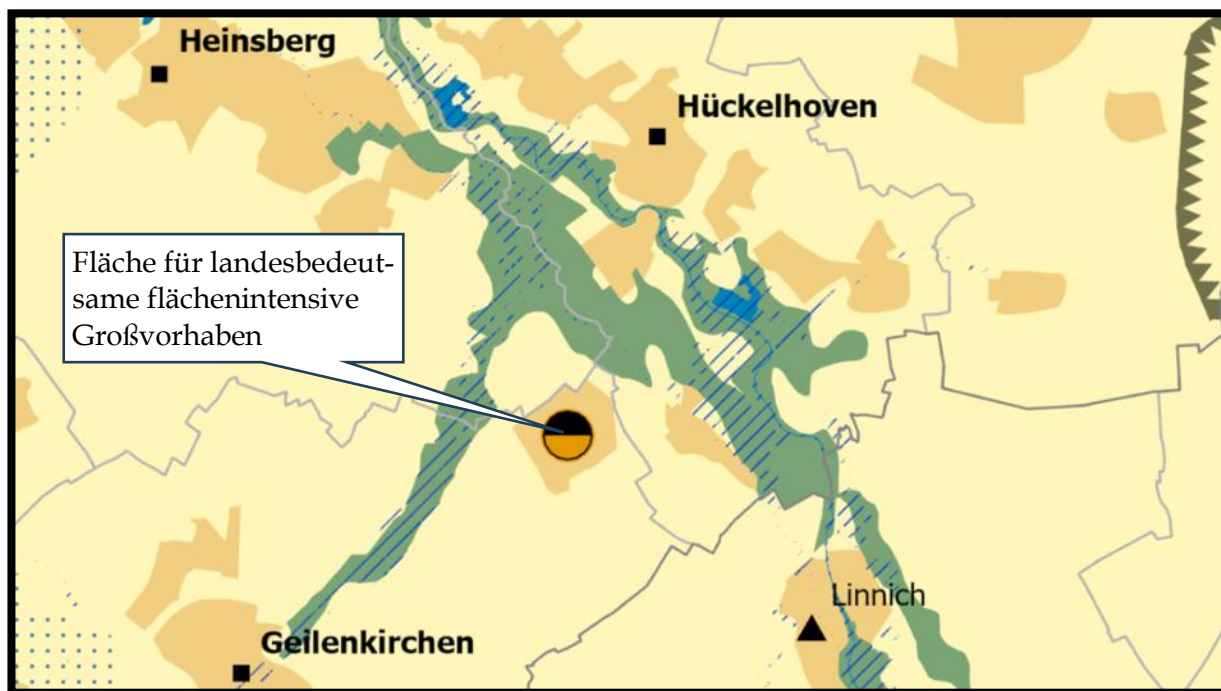 Heinsberg
Hückelhoven
Fläche für landesbedeut-
same flächenintensive
Großvorhaben
Linnich
Geilenkirchen